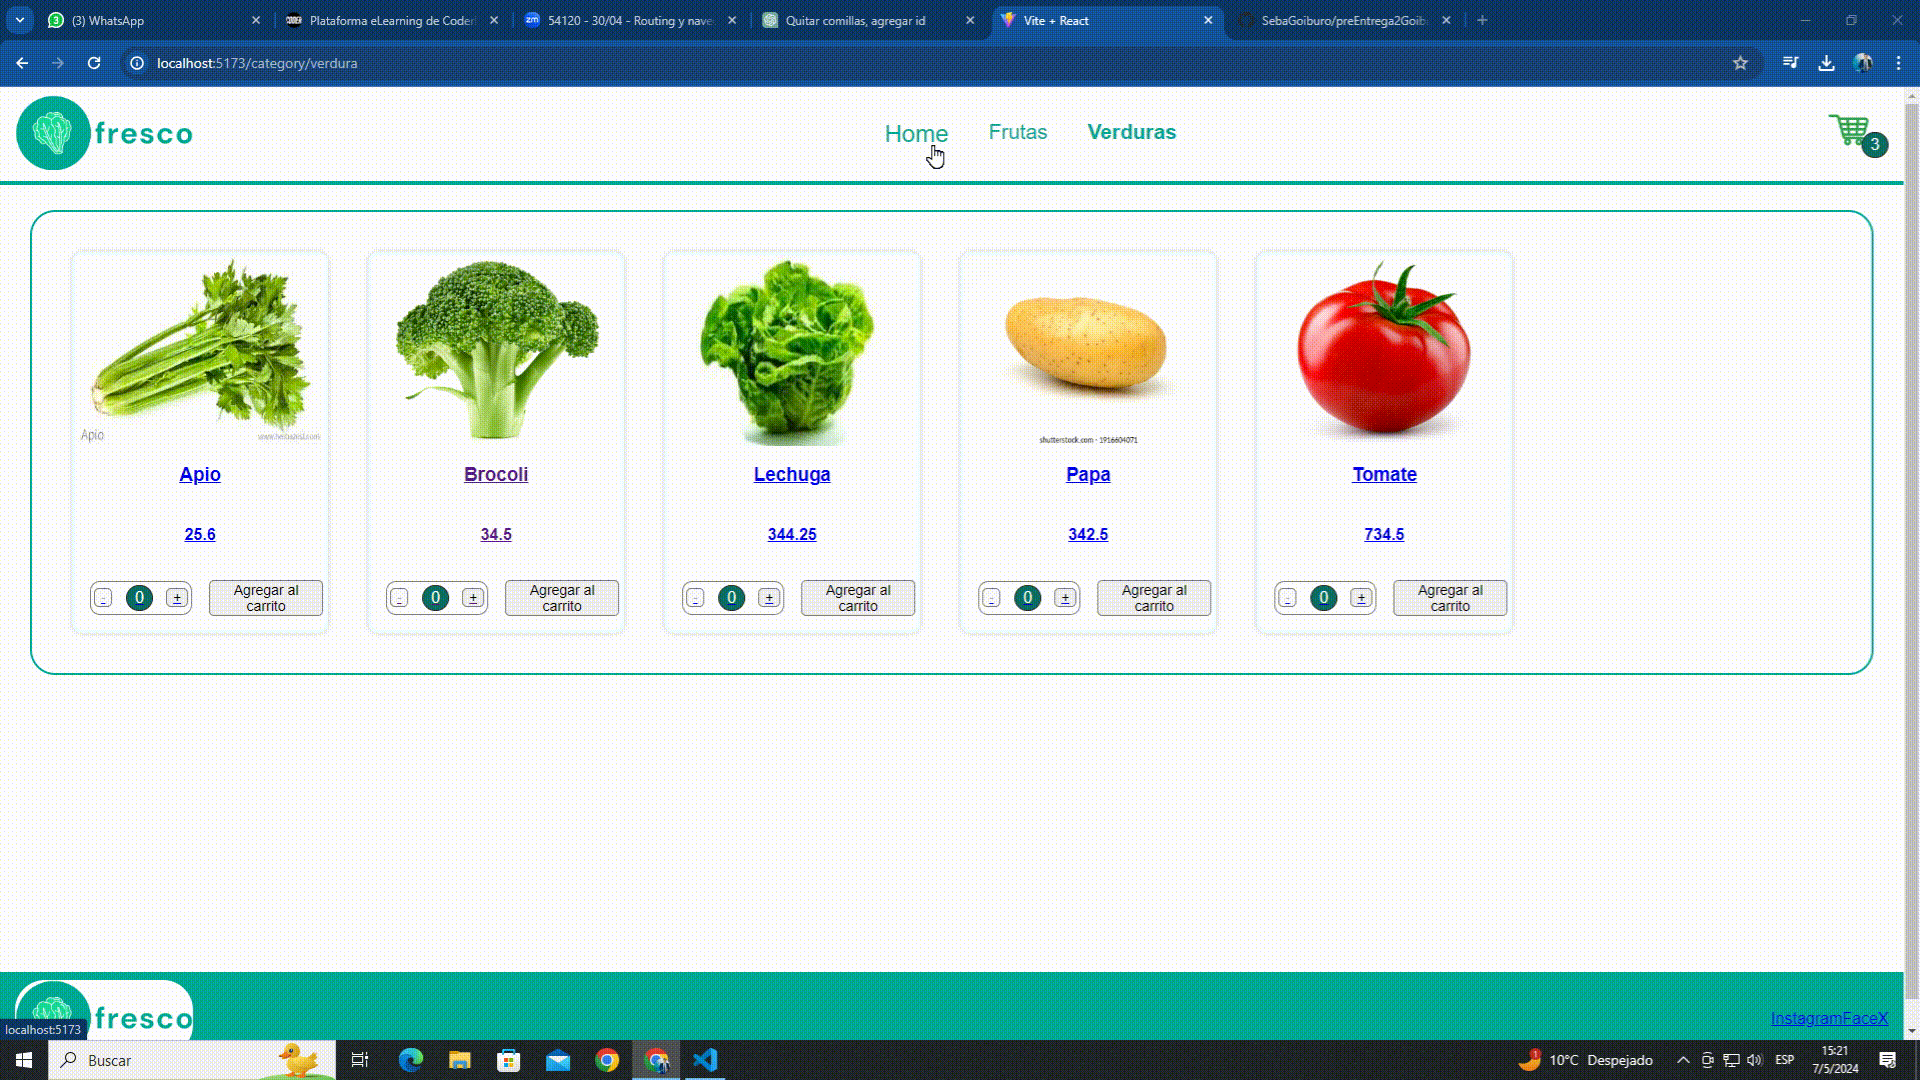 (3) WhatsApp
Plataforma eLearning de Coder
54120 - 30/04 - Routing y nave
Quitar comillas, agregar id
Vite + React
SebaGoiburo/preEntrega2Goib
localhost:5173/category/verdura
fresco
Home
Frutas
Verduras
3
Apio
shutterstock.com · 1916604071
Apio
Brocoli
Lechuga
Papa
Tomate
25.6
34.5
344.25
342.5
734.5
- 0 +
Agregar al
carrito
- 0 +
Agregar al
carrito
- 0 +
Agregar al
carrito
- 0 +
Agregar al
carrito
- 0 +
Agregar al
carrito
fresco
InstagramFaceX
localhost:5173
Buscar
1
10°C Despejado
ESP
15:21
7/5/2024